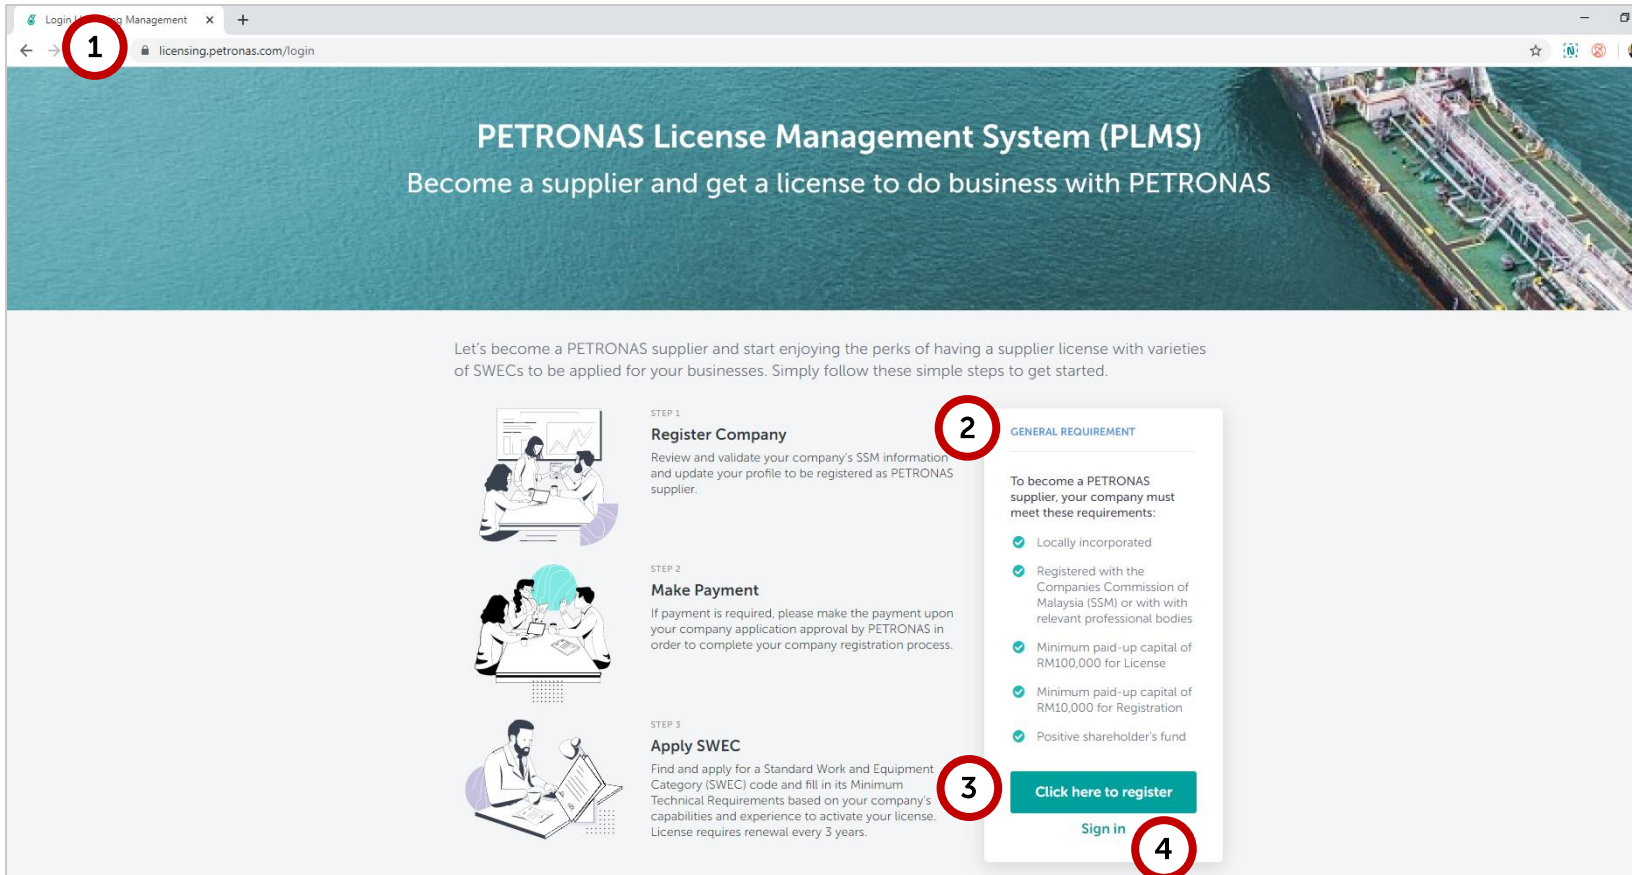 Login Management
1
licensing.petronas.com/login
PETRONAS License Management System (PLMS)
Become a supplier and get a license to do business with PETRONAS
Let's become a PETRONAS supplier and start enjoying the perks of having a supplier license with varieties
of SWECs to be applied for your businesses. Simply follow these simple steps to get started.
STEP 1
Register Company
Review and validate your company's SSM information
and update your profile to be registered as PETRONAS
supplier.
STEP 2
Make Payment
If payment is required, please make the payment upon
your company application approval by PETRONAS in
order to complete your company registration process.
STEP 3
Apply SWEC
Find and apply for a Standard Work and Equipment
Category (SWEC) code and fill in its Minimum
Technical Requirements based on your company's
capabilities and experience to activate your license.
License requires renewal every 3 years.
2
GENERAL REQUIREMENT
To become a PETRONAS
supplier, your company must
meet these requirements:
Locally incorporated
Registered with the
Companies Commission of
Malaysia (SSM) or with with
relevant professional bodies
Minimum paid-up capital of
RM100,000 for License
Minimum paid-up capital of
RM10,000 for Registration
Positive shareholder's fund
3
Click here to register
Sign in
4